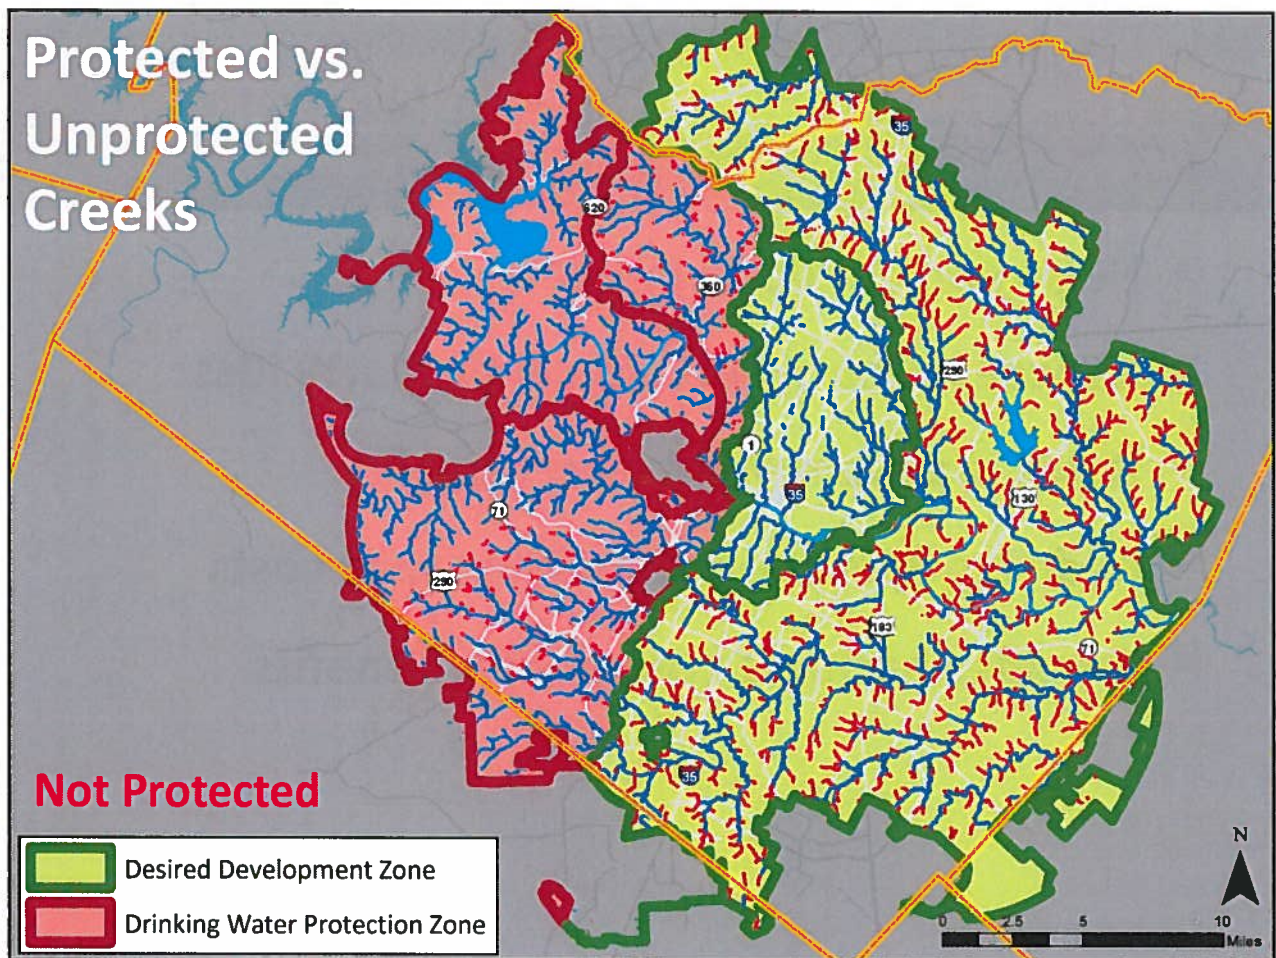 Protected vs.
Unprotected
Creeks
35
620
360
290
1
130
35
71
290
183
71
35
Not Protected
Desired Development Zone
Drinking Water Protection Zone
N
0 2.5 5 10
Miles